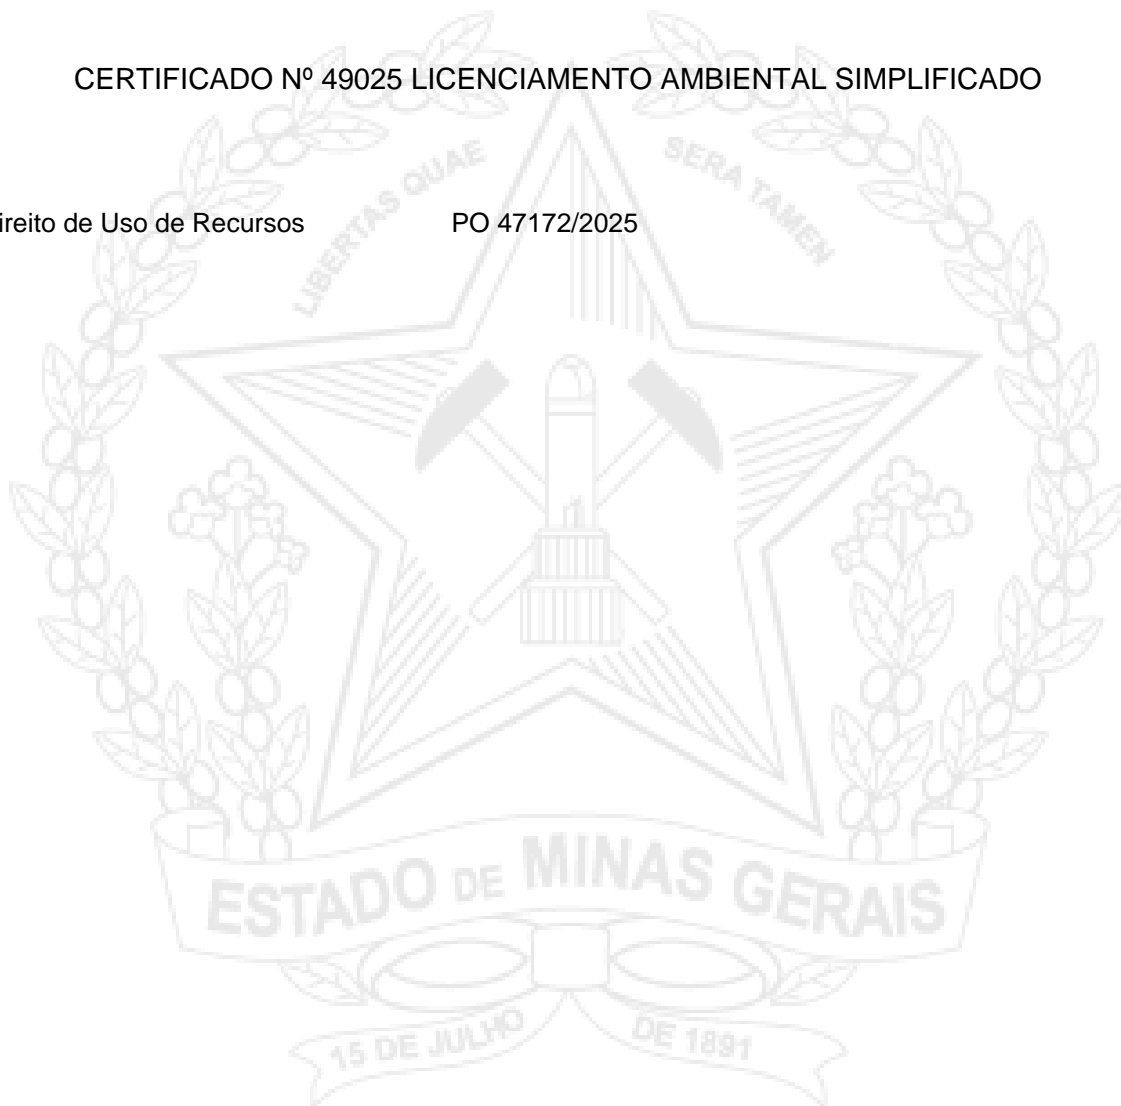 CERTIFICADO Nº 49025 LICENCIAMENTO AMBIENTAL SIMPLIFICADO
LIBERTAS QUAE SERA TAMEN
ireito de Uso de Recursos PO 47172/2025
ESTADO DE MINAS GERAIS
15 DE JULHO DE 1891